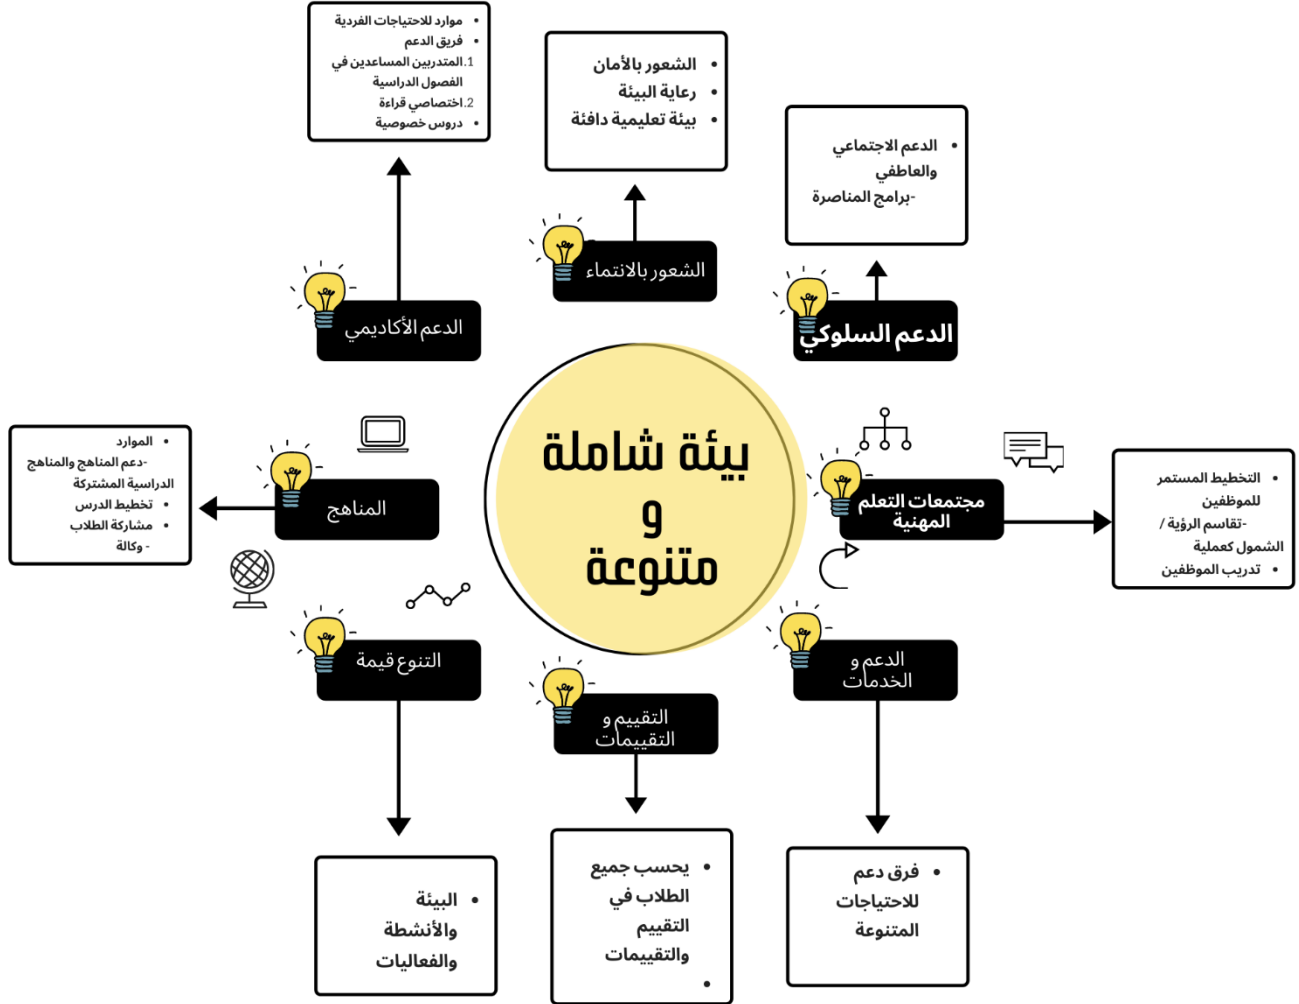 موارد للاحتياجات الفردية
فريق الدعم
1.المتدربين المساعدين في
الفصول الدراسية
2.اختصاصي قراءة
دروس خصوصية
الشعور بالأمان
رعاية البيئة
بيئة تعليمية دافئة
الدعم الاجتماعي
والعاطفي
-برامج المناصرة
الدعم الأكاديمي
الشعور بالانتماء
الدعم السلوكي
بيئة شاملة
و
متنوعة
الموارد
-دعم المناهج والمناهج
الدراسية المشتركة
تخطيط الدرس
مشاركة الطلاب
- وكالة
المناهج
مجتمعات التعلم
المهنية
التخطيط المستمر
للموظفين
-تقاسم الرؤية /
الشمول كعملية
تدريب الموظفين
التنوع قيمة
التقييم و
التقييمات
الدعم و
الخدمات
البيئة
والأنشطة
والفعاليات
يحسب جميع
الطلاب في
التقييم
والتقييمات
فرق دعم
للاحتياجات
المتنوعة